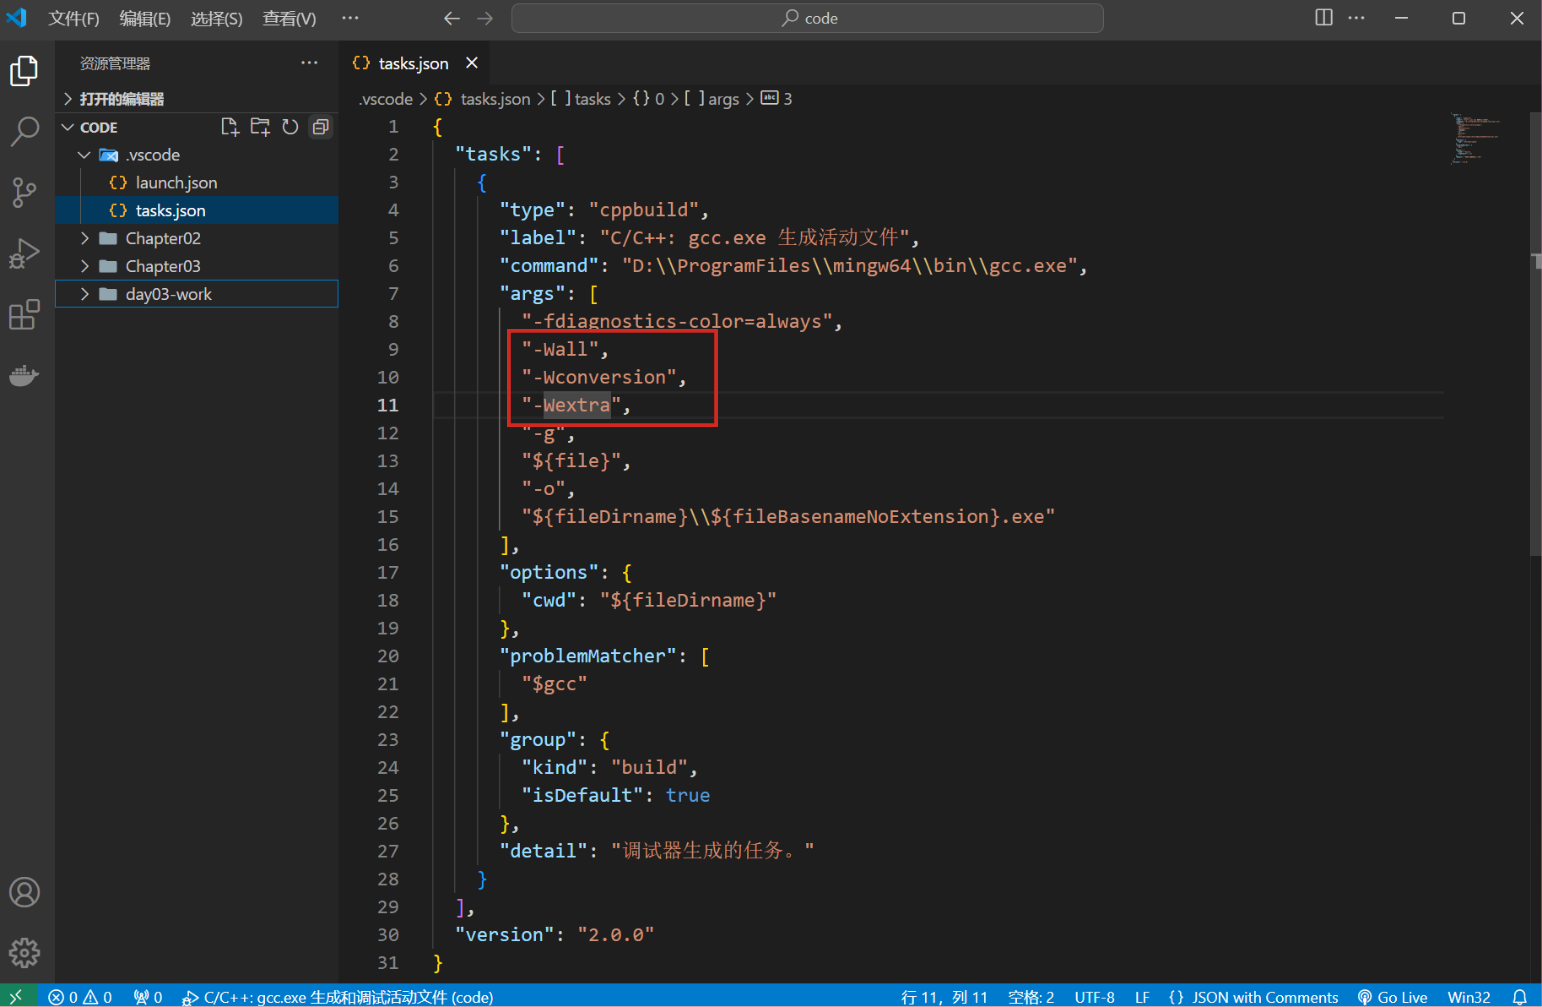 文件(F) 编辑(E) 选择(S) 查看(V) ··· code
资源管理器
打开的编辑器
CODE
.vscode
launch.json
tasks.json
Chapter02
Chapter03
day03-work
tasks.json
.vscode > {} tasks.json > [ ] tasks > {} 0 > [ ] args > abc 3
1 {
2 "tasks": [
3 {
4 "type": "cppbuild",
5 "label": "C/C++: gcc.exe 生成活动文件",
6 "command": "D:\\ProgramFiles\\mingw64\\bin\\gcc.exe",
7 "args": [
8 "-fdiagnostics-color=always",
9 "-Wall",
10 "-Wconversion",
11 "-Wextra",
12 "-g",
13 "${file}",
14 "-o",
15 "${fileDirname}\\${fileBasenameNoExtension}.exe"
16 ],
17 "options": {
18 "cwd": "${fileDirname}"
19 },
20 "problemMatcher": [
21 "$gcc"
22 ],
23 "group": {
24 "kind": "build",
25 "isDefault": true
26 },
27 "detail": "调试器生成的任务。"
28 }
29 ],
30 "version": "2.0.0"
31 }
0 0 0 C/C++: gcc.exe 生成和调试活动文件 (code) 行 11，列 11 空格: 2 UTF-8 LF {} JSON with Comments Go Live Win32